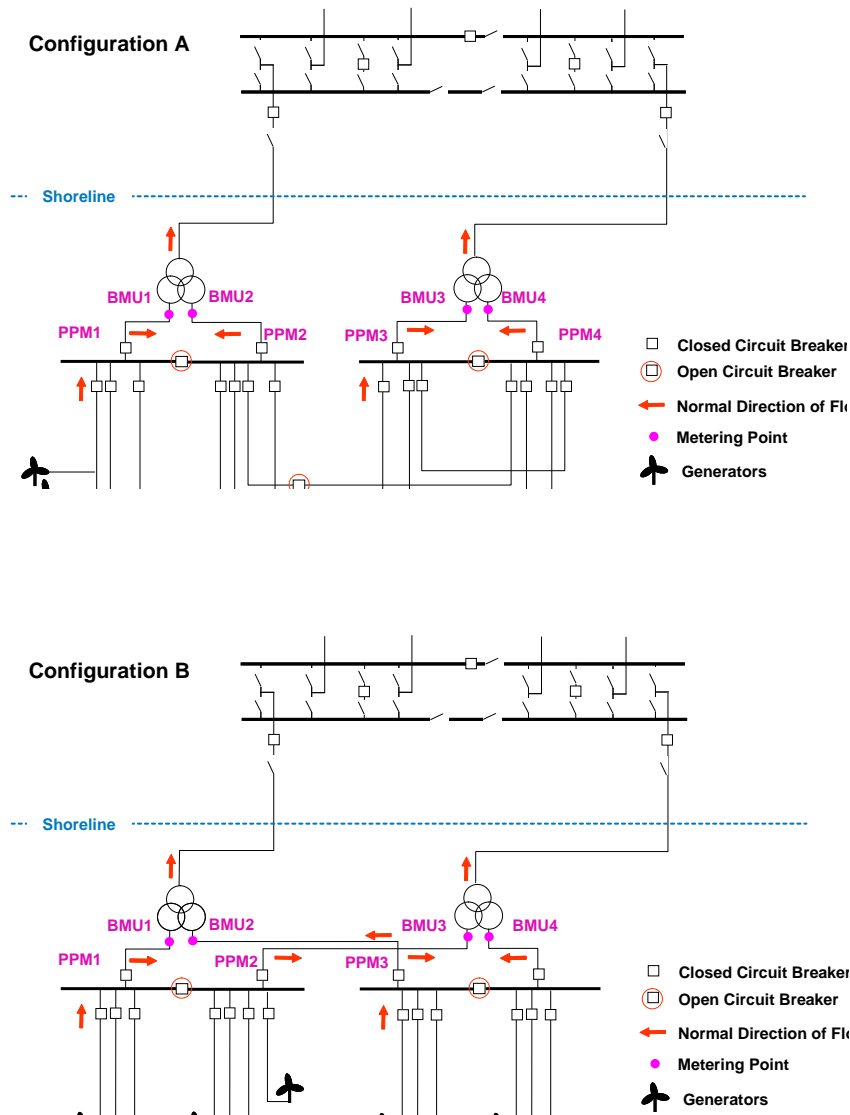 Configuration A
Shoreline
BMU1 BMU2 BMU3 BMU4
PPM1 PPM2 PPM3 PPM4
Closed Circuit Breaker
Open Circuit Breaker
Normal Direction of Flo
Metering Point
Generators
Configuration B
Shoreline
BMU1 BMU2 BMU3 BMU4
PPM1 PPM2 PPM3
Closed Circuit Breaker
Open Circuit Breaker
Normal Direction of Flo
Metering Point
Generators